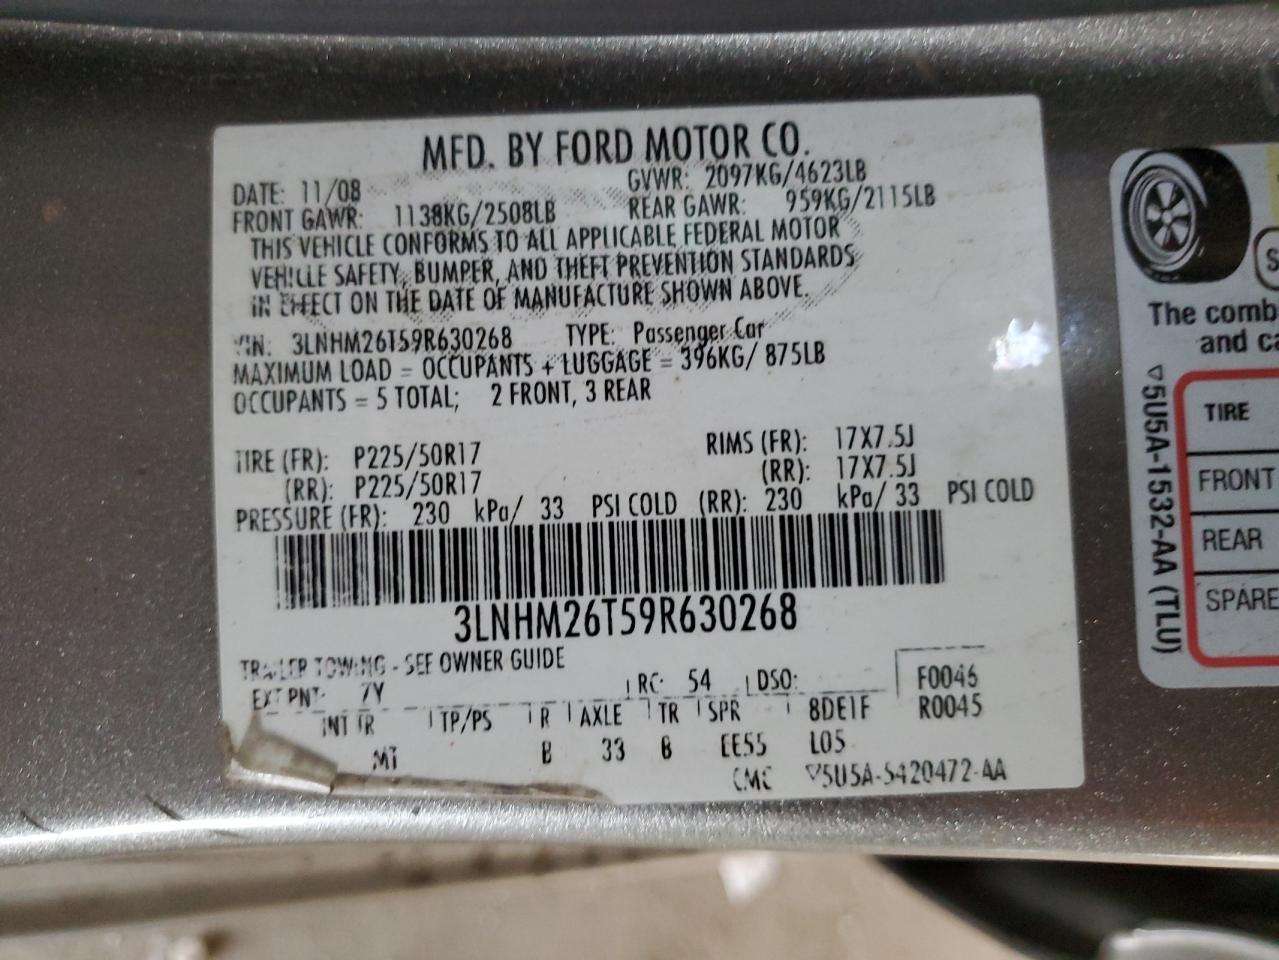 MFD. BY FORD MOTOR CO.
DATE: 11/08 GVWR: 2097KG/4623LB
FRONT GAWR: 1138KG/2508LB REAR GAWR: 959KG/2115LB
THIS VEHICLE CONFORMS TO ALL APPLICABLE FEDERAL MOTOR
VEHICLE SAFETY, BUMPER, AND THEFT PREVENTION STANDARDS
IN EFFECT ON THE DATE OF MANUFACTURE SHOWN ABOVE.
VIN: 3LNHM26T59R630268 TYPE: Passenger Car
MAXIMUM LOAD = OCCUPANTS + LUGGAGE = 396KG/ 875LB
OCCUPANTS = 5 TOTAL; 2 FRONT, 3 REAR
TIRE (FR): P225/50R17 RIMS (FR): 17X7.5J
(RR): P225/50R17 (RR): 17X7.5J
PRESSURE (FR): 230 kPa/ 33 PSI COLD (RR): 230 kPa/ 33 PSI COLD
3LNHM26T59R630268
TRAILER TOWING - SEE OWNER GUIDE
EXT PNT: 7Y RC: 54 DSO: F0046
INT TR TP/PS R AXLE TR SPR 8DE1F R0045
MT B 33 B EE55 L05
CMC ▽5U5A-5420472-AA
The comb
and ca
▽5U5A-1532-AA (TLU)
TIRE
FRONT
REAR
SPARE